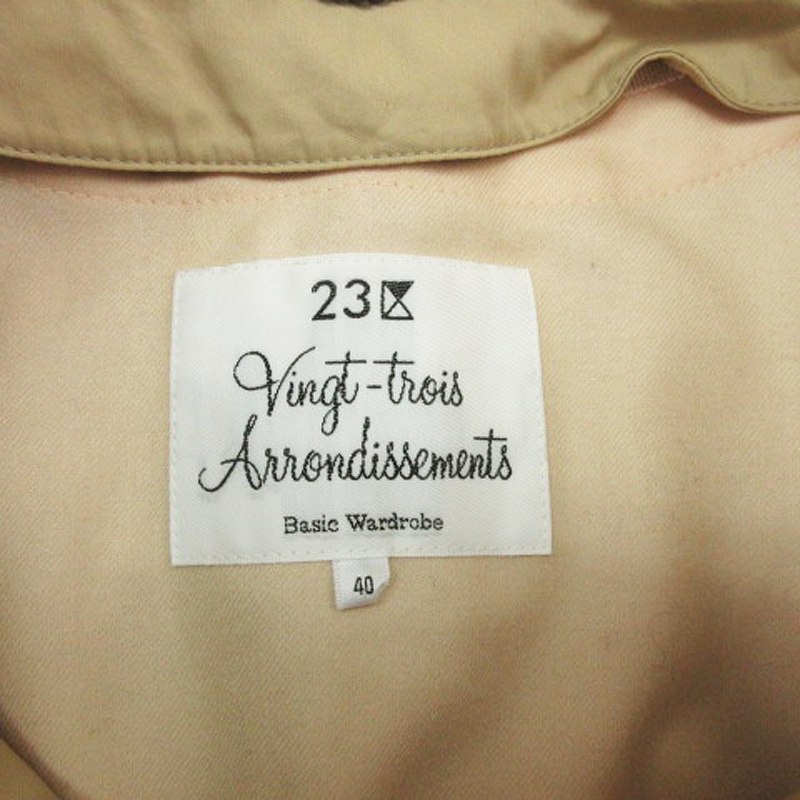 23区
Vingt-trois
Arrondissements
Basic Wardrobe
40